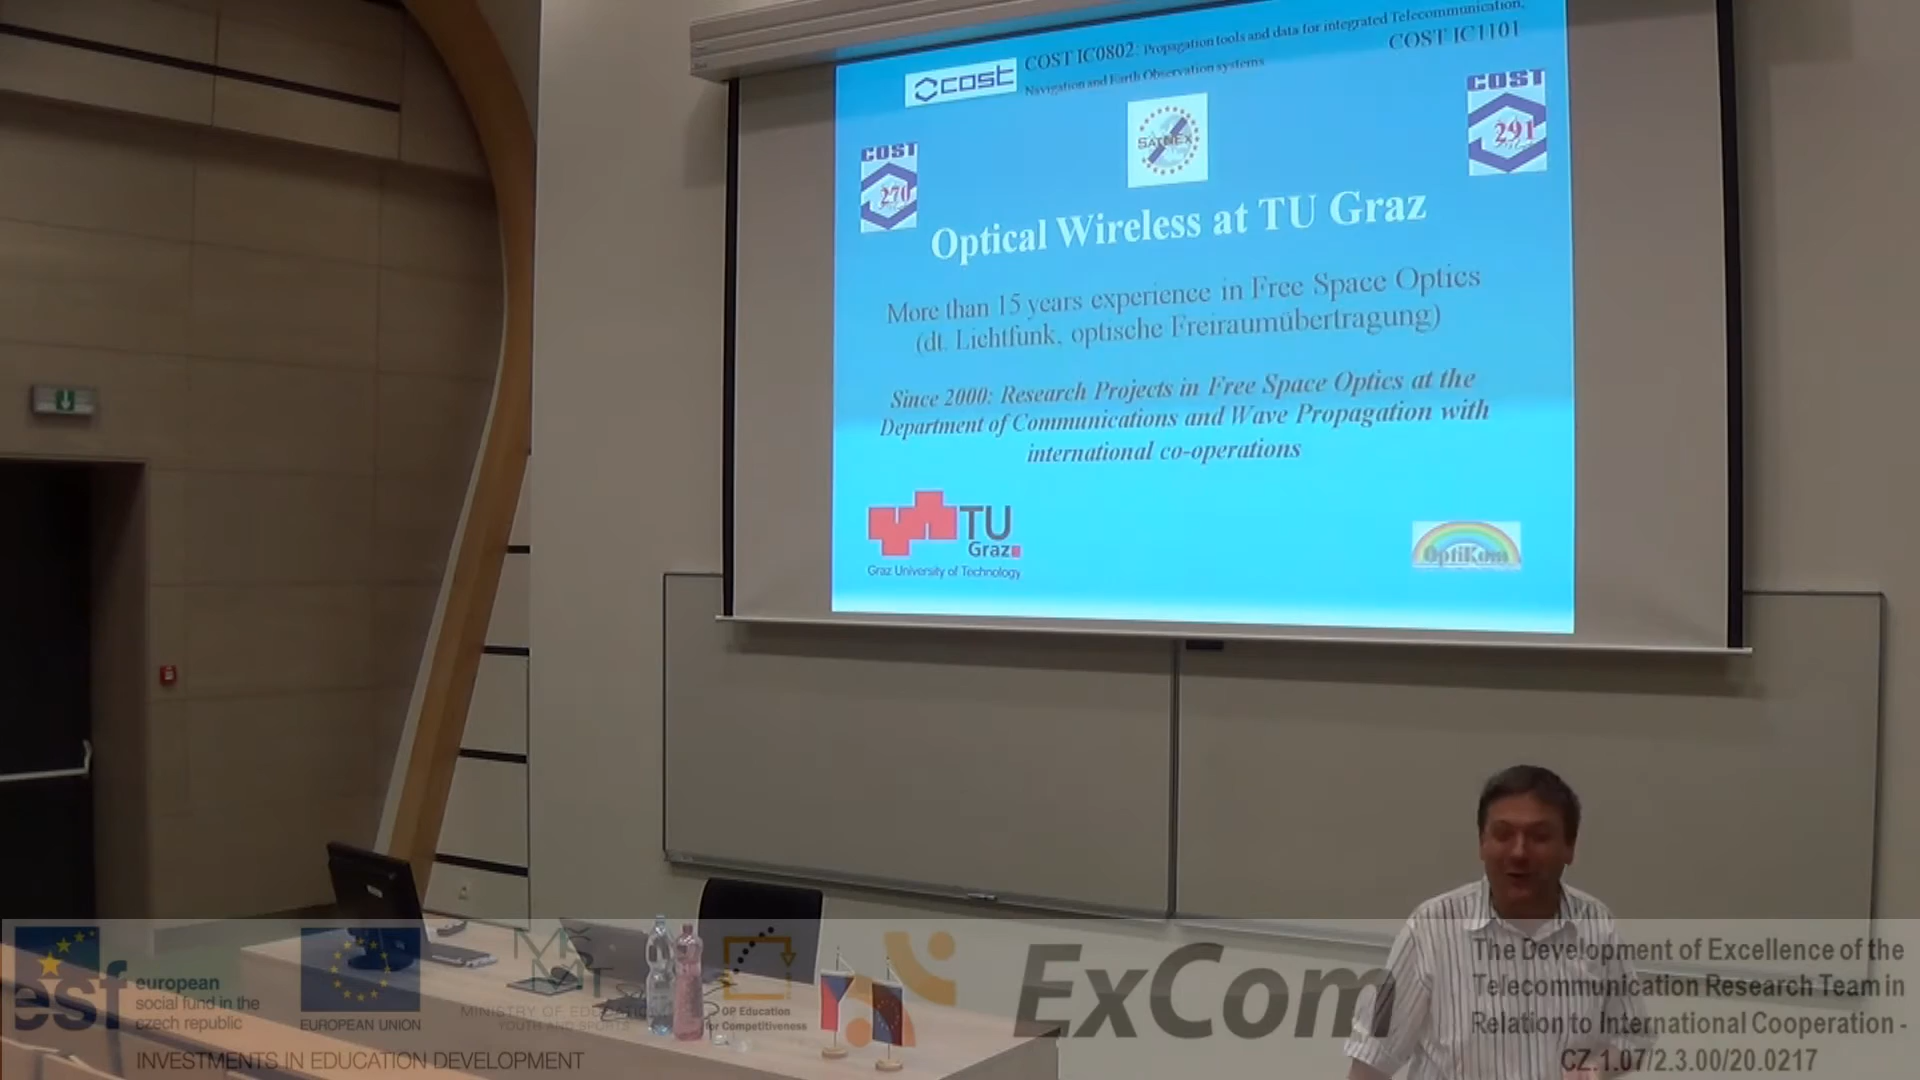 cost
COST IC0802: Propagation tools and data for integrated Telecommunication,
Navigation and Earth Observation systems
COST IC1101
COST
270
SatNEx
COST
291
Optical Wireless at TU Graz
More than 15 years experience in Free Space Optics
(dt. Lichtfunk, optische Freiraumübertragung)
Since 2000: Research Projects in Free Space Optics at the
Department of Communications and Wave Propagation with
international co-operations
TU
Graz
Graz University of Technology
OptiKom
esf
european
social fund in the
czech republic
EUROPEAN UNION
MINISTRY OF EDUCATION
YOUTH AND SPORTS
OP Education
for Competitiveness
INVESTMENTS IN EDUCATION DEVELOPMENT
ExCom
The Development of Excellence of the
Telecommunication Research Team in
Relation to International Cooperation -
CZ.1.07/2.3.00/20.0217